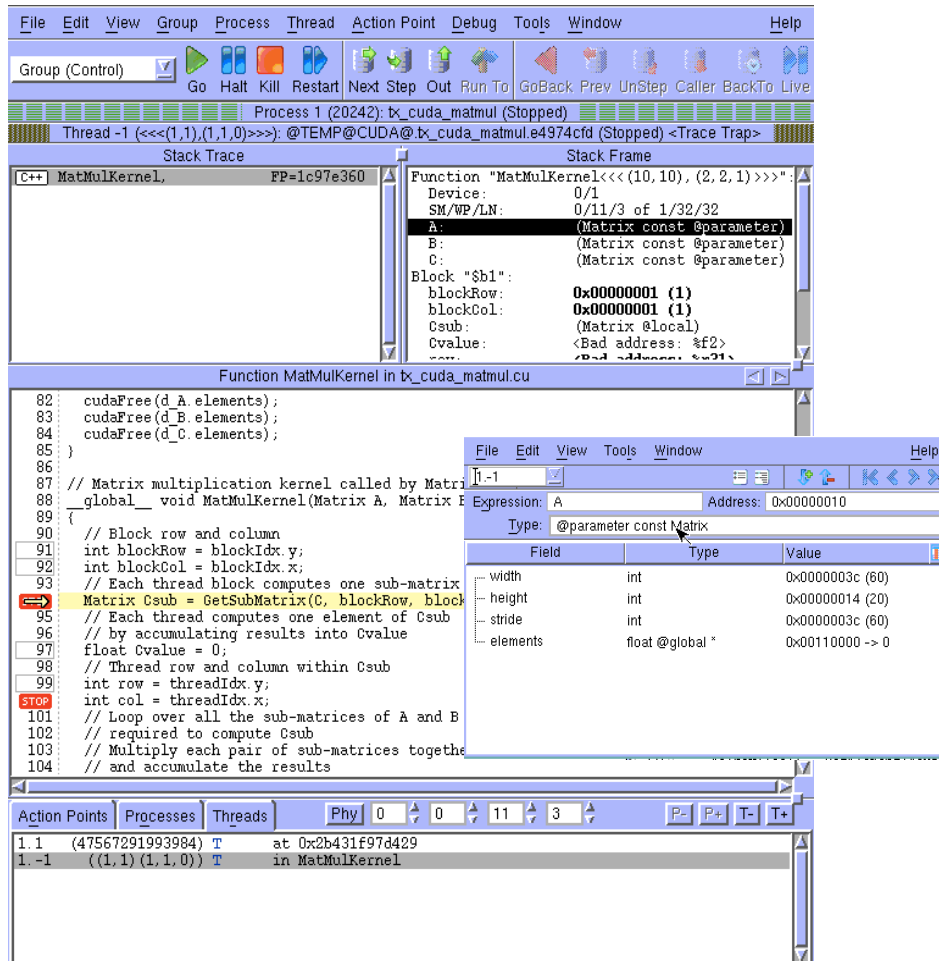 File Edit View Group Process Thread Action Point Debug Tools Window Help
Group (Control)
Go Halt Kill Restart Next Step Out Run To GoBack Prev UnStep Caller BackTo Live
Process 1 (20242): tx_cuda_matmul (Stopped)
Thread -1 (<<<(1,1),(1,1,0)>>>): @TEMP@CUDA@.tx_cuda_matmul.e4974cfd (Stopped) <Trace Trap>
Stack Trace
C++ MatMulKernel, FP=1c97e360
Stack Frame
Function "MatMulKernel<<<(10,10),(2,2,1)>>>":
Device: 0/1
SM/WP/LN: 0/11/3 of 1/32/32
A: (Matrix const @parameter)
B: (Matrix const @parameter)
C: (Matrix const @parameter)
Block "$b1":
blockRow: 0x00000001 (1)
blockCol: 0x00000001 (1)
Csub: (Matrix @local)
Cvalue: <Bad address: %f2>
row: <Bad address: %r31>
Function MatMulKernel in tx_cuda_matmul.cu
82 cudaFree(d_A.elements);
83 cudaFree(d_B.elements);
84 cudaFree(d_C.elements);
85 }
86
87 // Matrix multiplication kernel called by Matri
88 __global__ void MatMulKernel(Matrix A, Matrix B
89 {
90 // Block row and column
91 int blockRow = blockIdx.y;
92 int blockCol = blockIdx.x;
93 // Each thread block computes one sub-matrix
Matrix Csub = GetSubMatrix(C, blockRow, block
95 // Each thread computes one element of Csub
96 // by accumulating results into Cvalue
97 float Cvalue = 0;
98 // Thread row and column within Csub
99 int row = threadIdx.y;
STOP int col = threadIdx.x;
101 // Loop over all the sub-matrices of A and B
102 // required to compute Csub
103 // Multiply each pair of sub-matrices togethe
104 // and accumulate the results
File Edit View Tools Window Help
1.-1
Expression: A Address: 0x00000010
Type: @parameter const Matrix
Field Type Value
width int 0x0000003c (60)
height int 0x00000014 (20)
stride int 0x0000003c (60)
elements float @global * 0x00110000 -> 0
Action Points Processes Threads Phy 0 0 11 3 P- P+ T- T+
1.1 (47567291993984) T at 0x2b431f97d429
1.-1 ((1,1)(1,1,0)) T in MatMulKernel